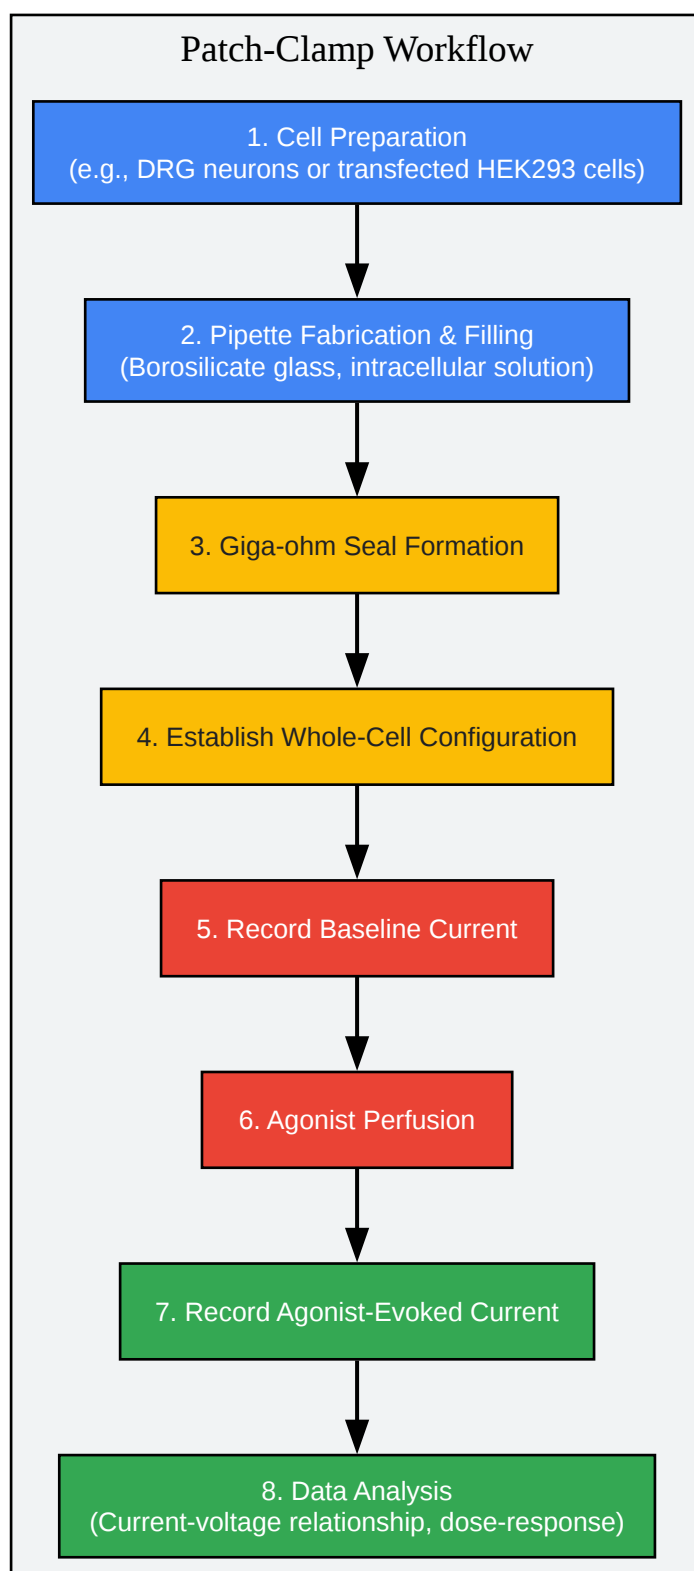 Patch-Clamp Workflow
1. Cell Preparation
(e.g., DRG neurons or transfected HEK293 cells)
2. Pipette Fabrication & Filling
(Borosilicate glass, intracellular solution)
3. Giga-ohm Seal Formation
4. Establish Whole-Cell Configuration
5. Record Baseline Current
6. Agonist Perfusion
7. Record Agonist-Evoked Current
8. Data Analysis
(Current-voltage relationship, dose-response)